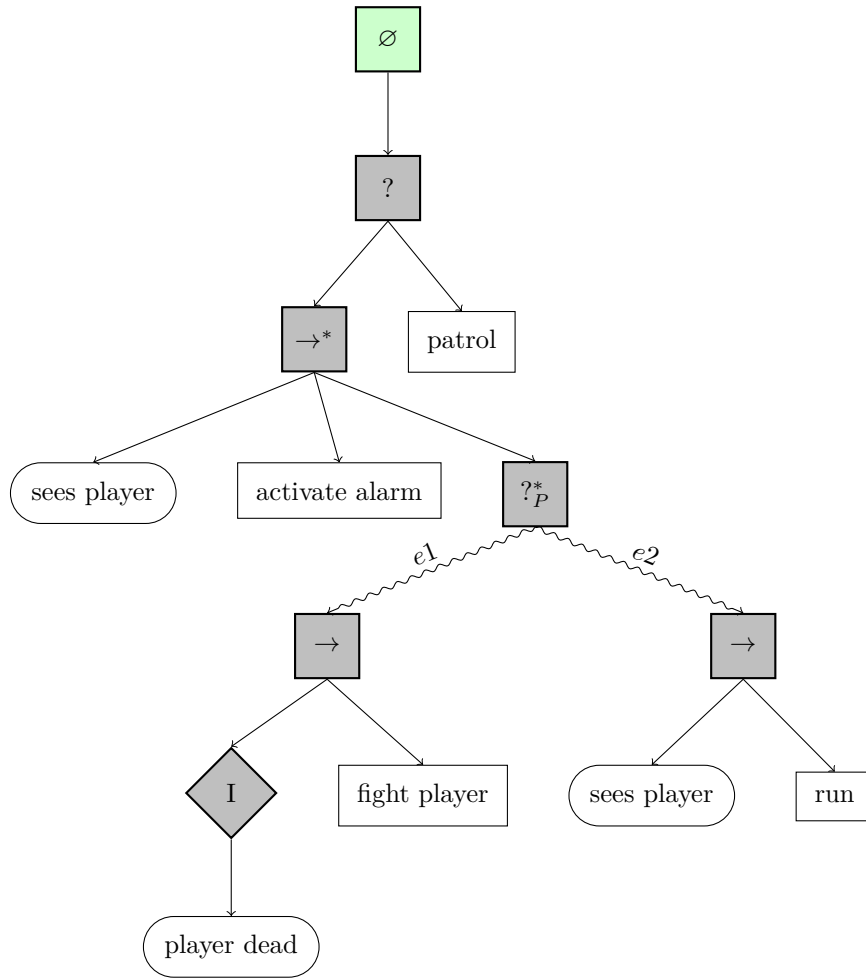 ∅
?
→*
patrol
sees player
activate alarm
?*P
e1
e2
→
→
I
fight player
sees player
run
player dead